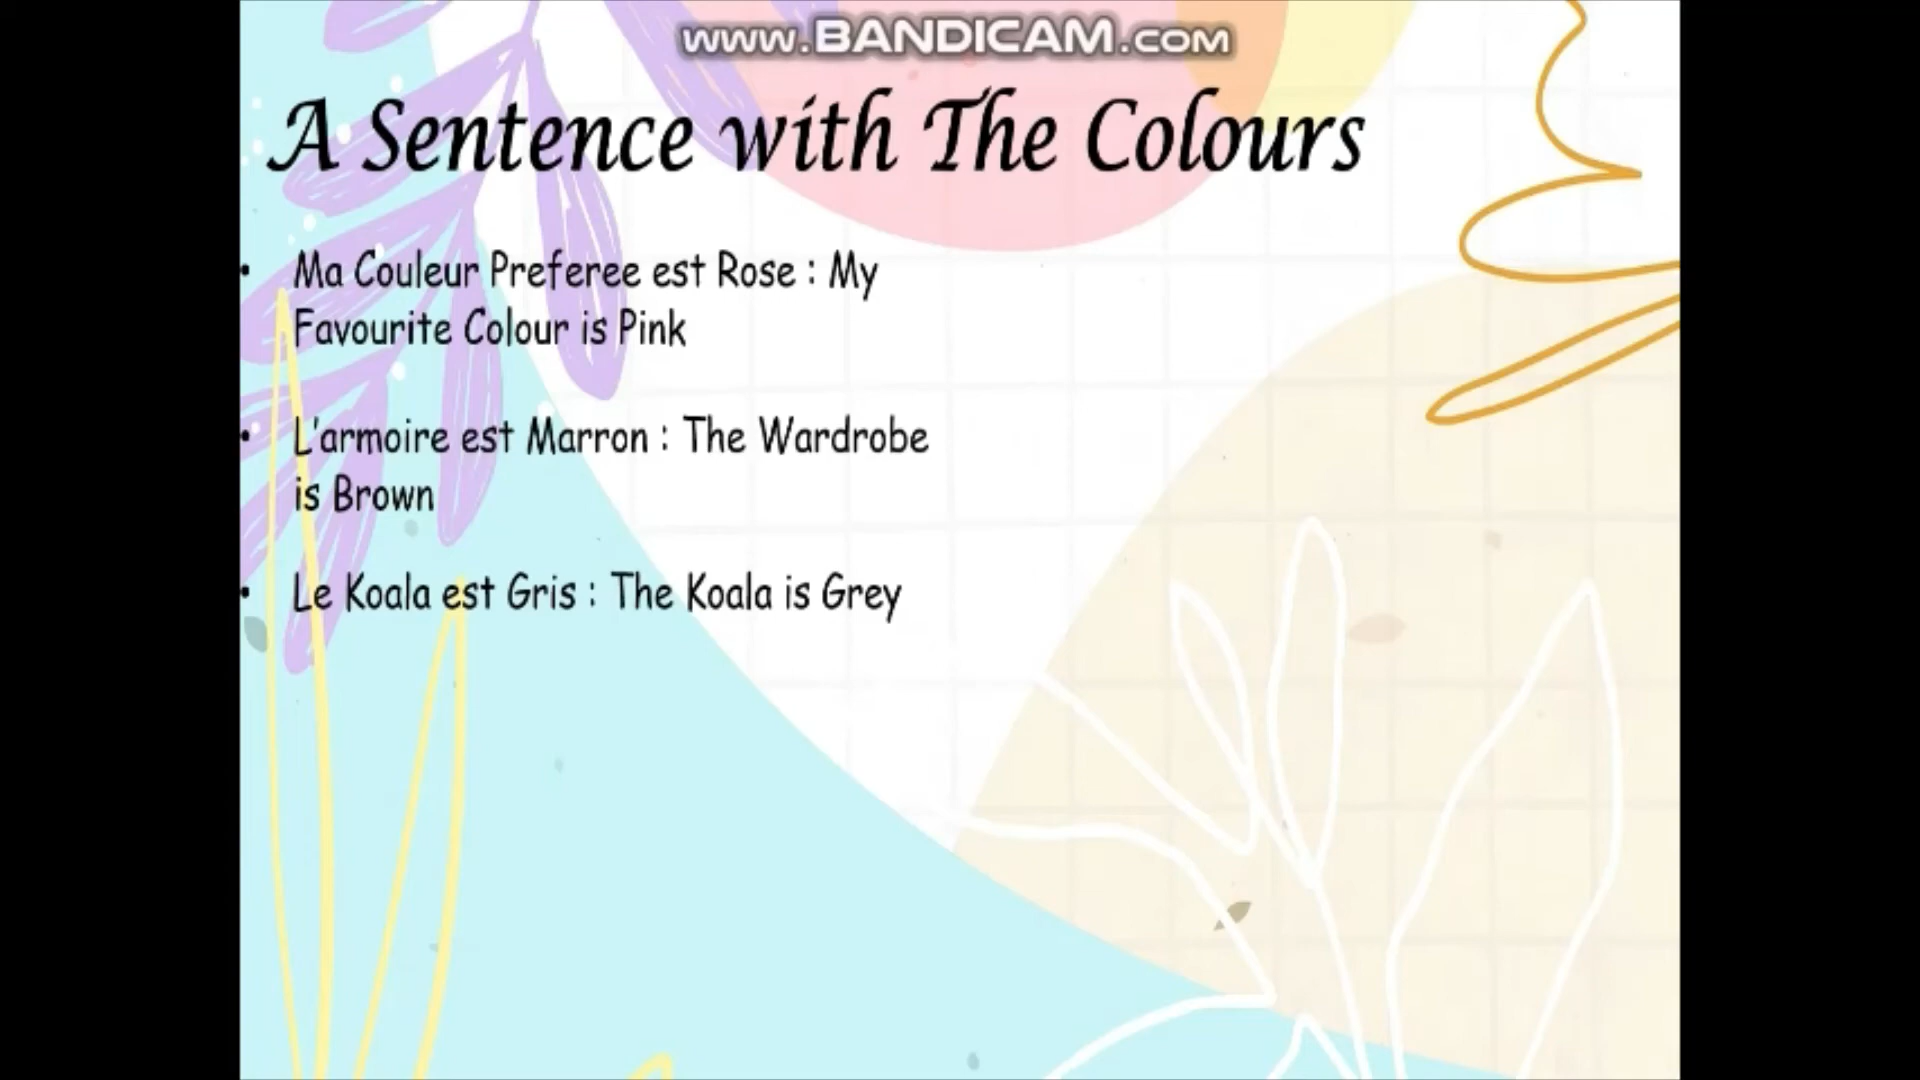 www.BANDICAM.com
A Sentence with The Colours
• Ma Couleur Preferee est Rose : My
Favourite Colour is Pink
• L'armoire est Marron : The Wardrobe
is Brown
• Le Koala est Gris : The Koala is Grey